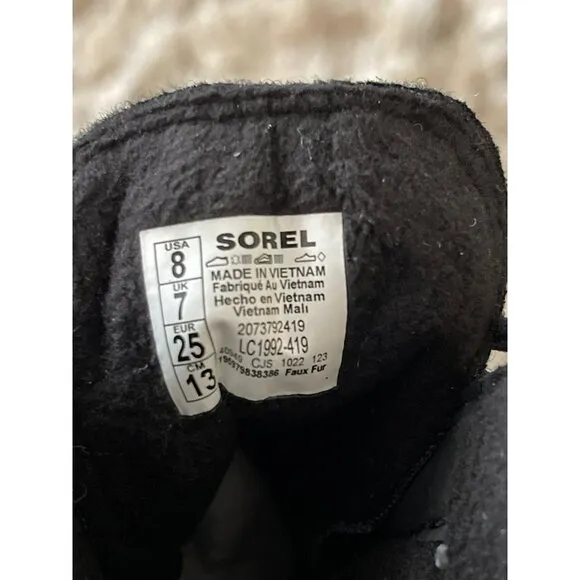 USA
8
UK
7
EUR
25
CM
13
SOREL
MADE IN VIETNAM
Fabriqué Au Vietnam
Hecho en Vietnam
Vietnam Malı
2073792419
LC1992-419
CJS 1022 123
Faux Fur